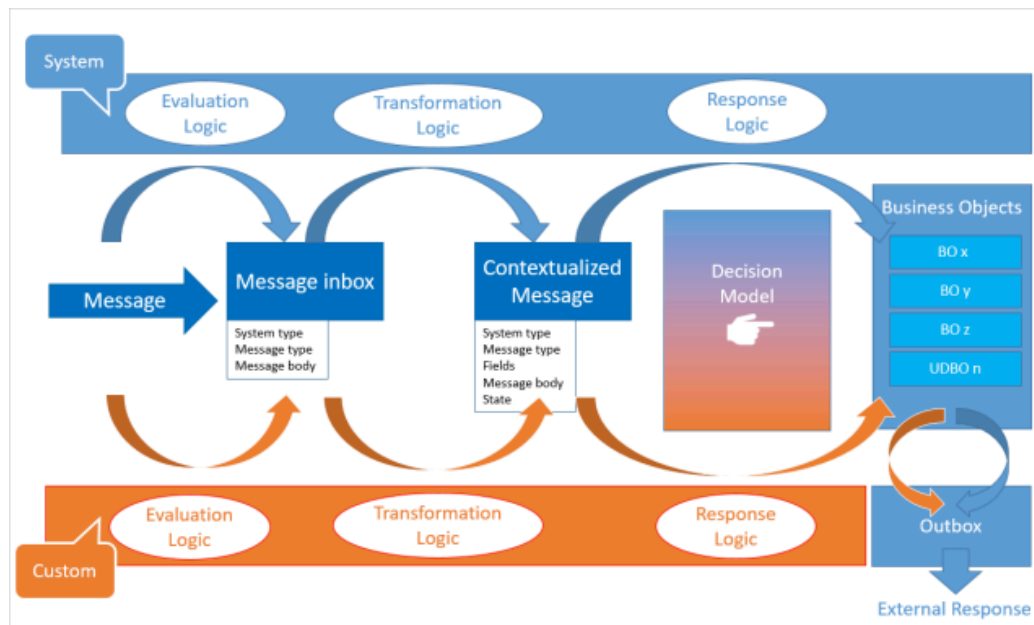 System
Evaluation
Logic
Transformation
Logic
Response
Logic
Message
Message inbox
System type
Message type
Message body
Contextualized
Message
System type
Message type
Fields
Message body
State
Decision
Model
Business Objects
BO x
BO y
BO z
UDBO n
Custom
Evaluation
Logic
Transformation
Logic
Response
Logic
Outbox
External Response